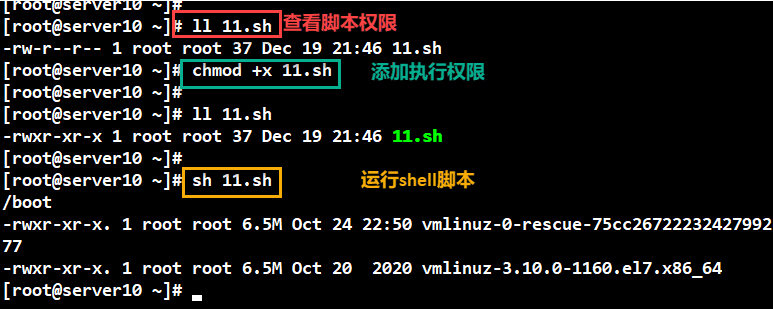 [root@server10 ~]#
[root@server10 ~]# ll 11.sh 查看脚本权限
-rw-r--r-- 1 root root 37 Dec 19 21:46 11.sh
[root@server10 ~]# chmod +x 11.sh 添加执行权限
[root@server10 ~]#
[root@server10 ~]# ll 11.sh
-rwxr-xr-x 1 root root 37 Dec 19 21:46 11.sh
[root@server10 ~]#
[root@server10 ~]# sh 11.sh 运行shell脚本
/boot
-rwxr-xr-x. 1 root root 6.5M Oct 24 22:50 vmlinuz-0-rescue-75cc26722232427992
77
-rwxr-xr-x. 1 root root 6.5M Oct 20  2020 vmlinuz-3.10.0-1160.el7.x86_64
[root@server10 ~]#